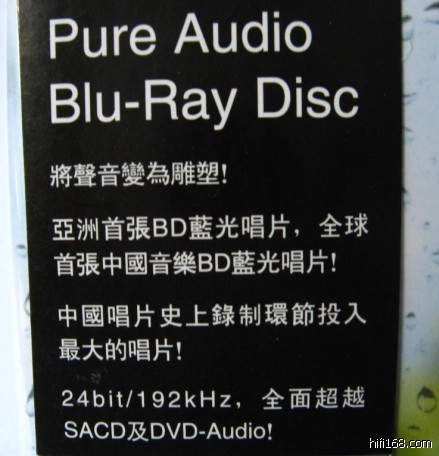 Pure Audio
Blu-Ray Disc
將聲音變為雕塑!
亞洲首張BD藍光唱片，全球
首張中國音樂BD藍光唱片!
中國唱片史上錄制環節投入
最大的唱片!
24bit/192kHz，全面超越
SACD及DVD-Audio!
hifi168.com